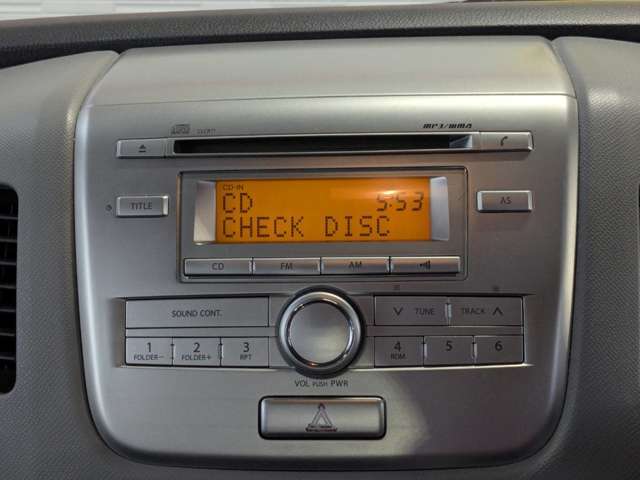 MP3/WMA
TITLE
CD-IN
CD 5:53
CHECK DISC
AS
CD FM AM
SOUND CONT.
TUNE TRACK
1 2 3 4 5 6
FOLDER− FOLDER+ RPT RDM
VOL PUSH PWR